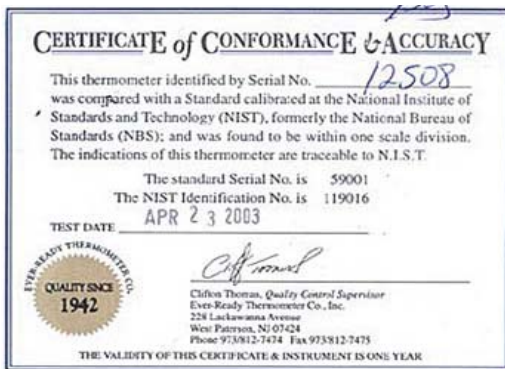 CERTIFICATE of CONFORMANCE & ACCURACY
This thermometer identified by Serial No. 12508
was compared with a Standard calibrated at the National Institute of
Standards and Technology (NIST), formerly the National Bureau of
Standards (NBS); and was found to be within one scale division.
The indications of this thermometer are traceable to N.I.S.T.
The standard Serial No. is 59001
The NIST Identification No. is 119016
TEST DATE APR 23 2003
EVER-READY THERMOMETER CO.
QUALITY SINCE
1942
Clifton Thomas, Quality Control Supervisor
Ever-Ready Thermometer Co., Inc.
228 Lackawanna Avenue
West Paterson, NJ 07424
Phone 973/812-7474 Fax 973/812-7475
THE VALIDITY OF THIS CERTIFICATE & INSTRUMENT IS ONE YEAR